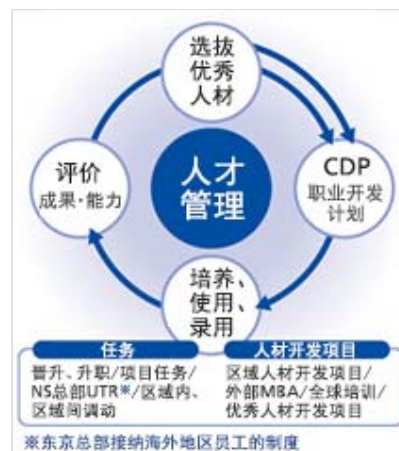 选拔
优秀
人材
评价
成果·能力
人才
管理
CDP
职业开发
计划
培养、
使用、
录用
任务
晋升、升职/项目任务/
NS总部UTR※/区域内、
区域间调动
人材开发项目
区域人材开发项目/
外部MBA/全球培训/
优秀人材开发项目
※东京总部接纳海外地区员工的制度